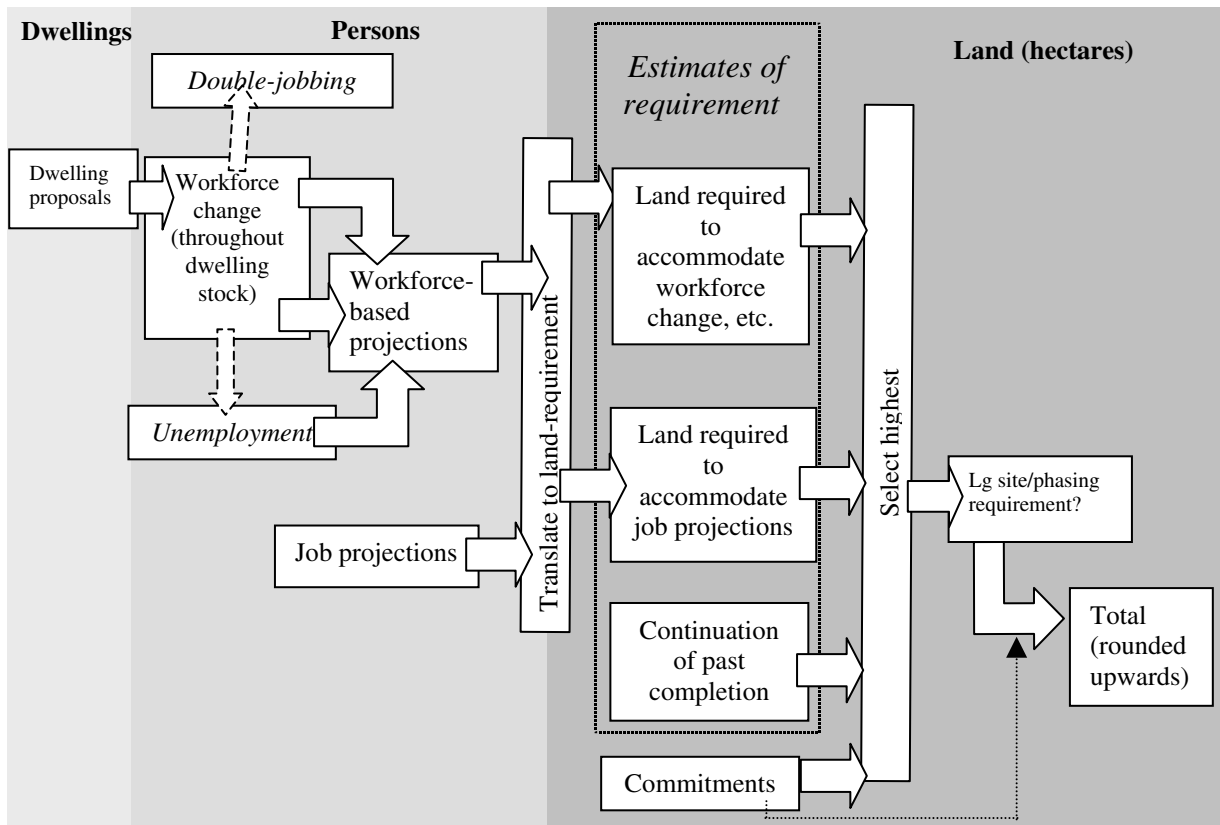 Dwellings
Persons
Land (hectares)
Double-jobbing
Estimates of
requirement
Dwelling
proposals
Workforce
change
(throughout
dwelling
stock)
Workforce-
based
projections
Unemployment
Job projections
Translate to land-requirement
Land required
to
accommodate
workforce
change, etc.
Land required
to
accommodate
job projections
Continuation
of past
completion
Commitments
Select highest
Lg site/phasing
requirement?
Total
(rounded
upwards)